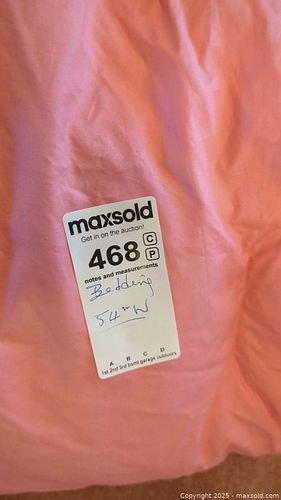 maxsold
Get in on the auction!
468 C
P
notes and measurements
Bedding
54" W
A B C D
1st 2nd 3rd bsmt garage outdoors
Copyright 2025 - maxsold.com